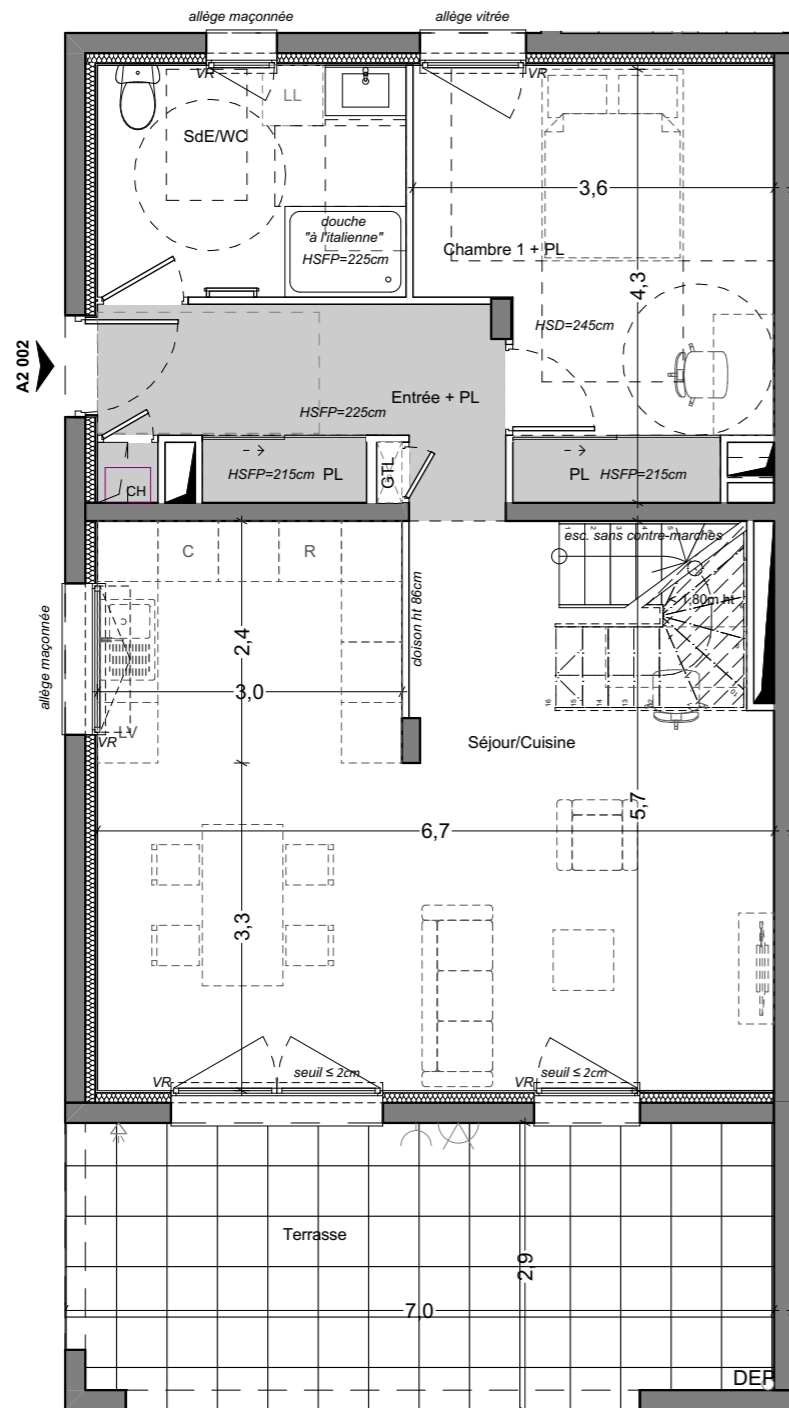 allège maçonnée
allège vitrée
VR
VR
LL
SdE/WC
3,6
douche
"à l'italienne"
HSFP=225cm
Chambre 1 + PL
4,3
HSD=245cm
A2 002
Entrée + PL
HSFP=225cm
HSFP=215cm PL
GTL
PL HSFP=215cm
CH
esc. sans contre-marches
C
R
< 1.80m ht
allège maçonnée
cloison ht 86cm
2,4
3,0
VR
LV
Séjour/Cuisine
5,7
6,7
3,3
VR
seuil ≤ 2cm
VR
seuil ≤ 2cm
Terrasse
2,9
7,0
DEP